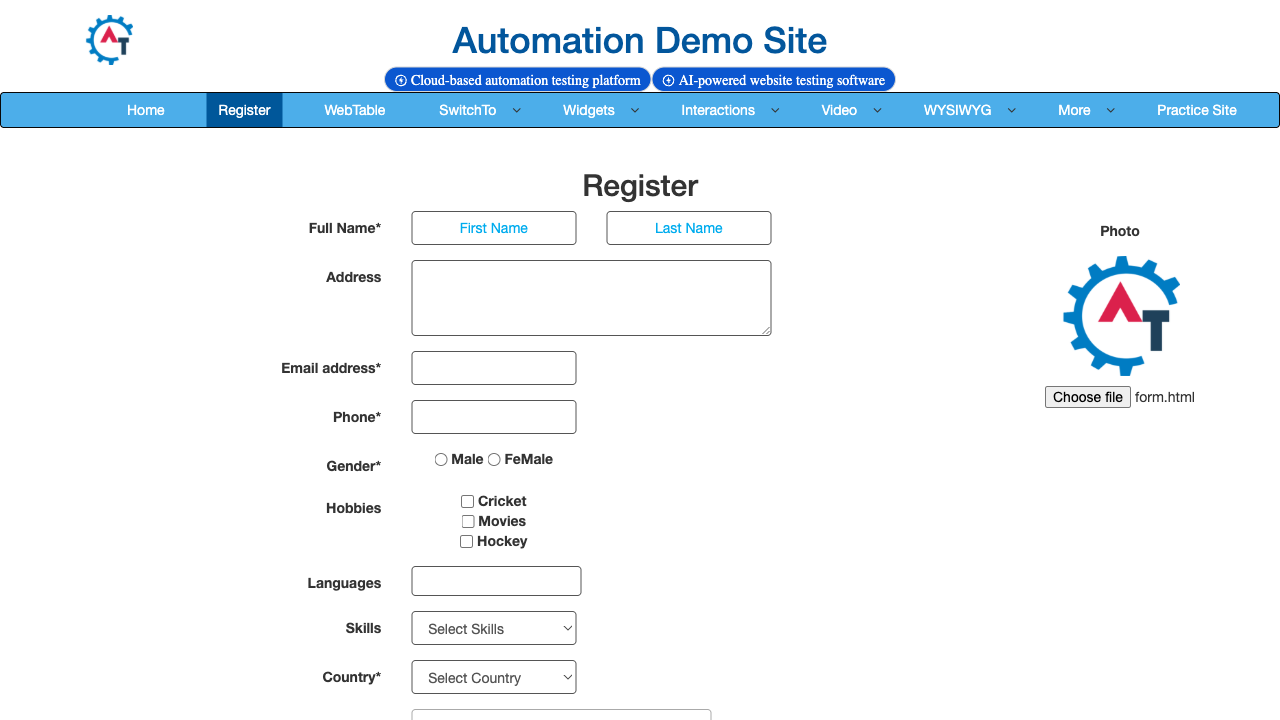 Automation Demo Site
Cloud-based automation testing platform AI-powered website testing software
Home Register WebTable SwitchTo Widgets Interactions Video WYSIWYG More Practice Site
Register
Full Name* First Name Last Name
Photo
Address
AT
Email address*
Choose file form.html
Phone*
Gender* Male FeMale
Hobbies Cricket
Movies
Hockey
Languages
Skills Select Skills
Country* Select Country